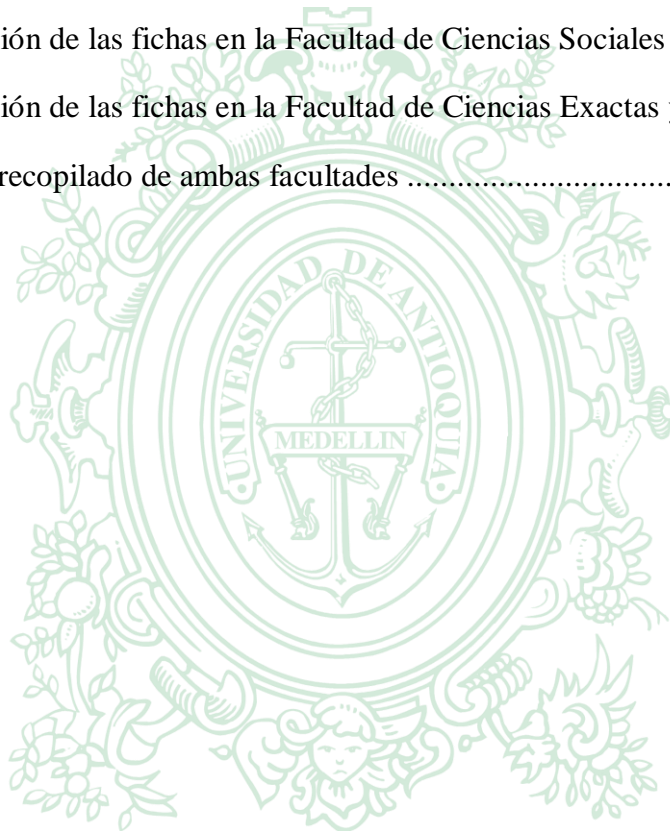 ión de las fichas en la Facultad de Ciencias Sociales
ión de las fichas en la Facultad de Ciencias Exactas y
recopilado de ambas facultades ...............................
UNIVERSIDAD DE ANTIOQUIA
MEDELLIN